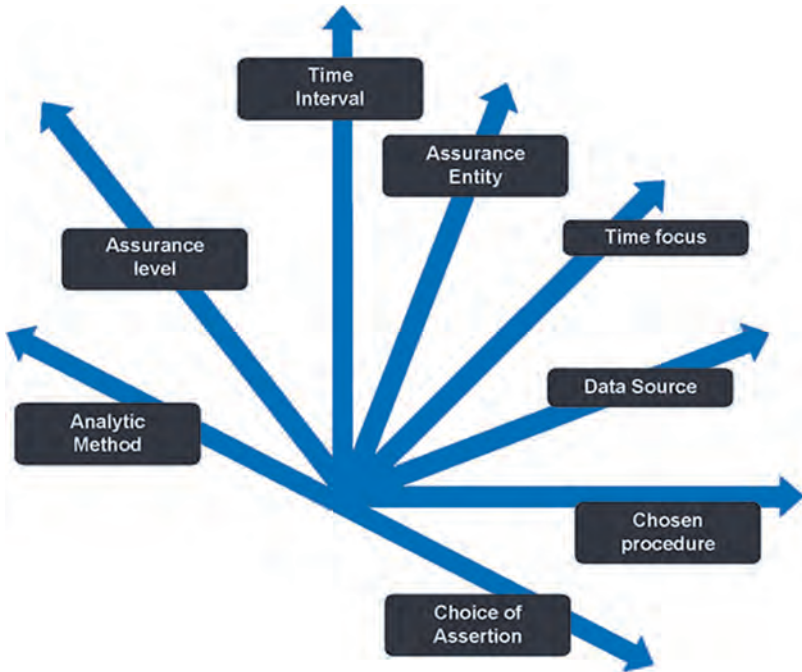 Time
Interval
Assurance
Entity
Assurance
level
Time focus
Data Source
Analytic
Method
Chosen
procedure
Choice of
Assertion